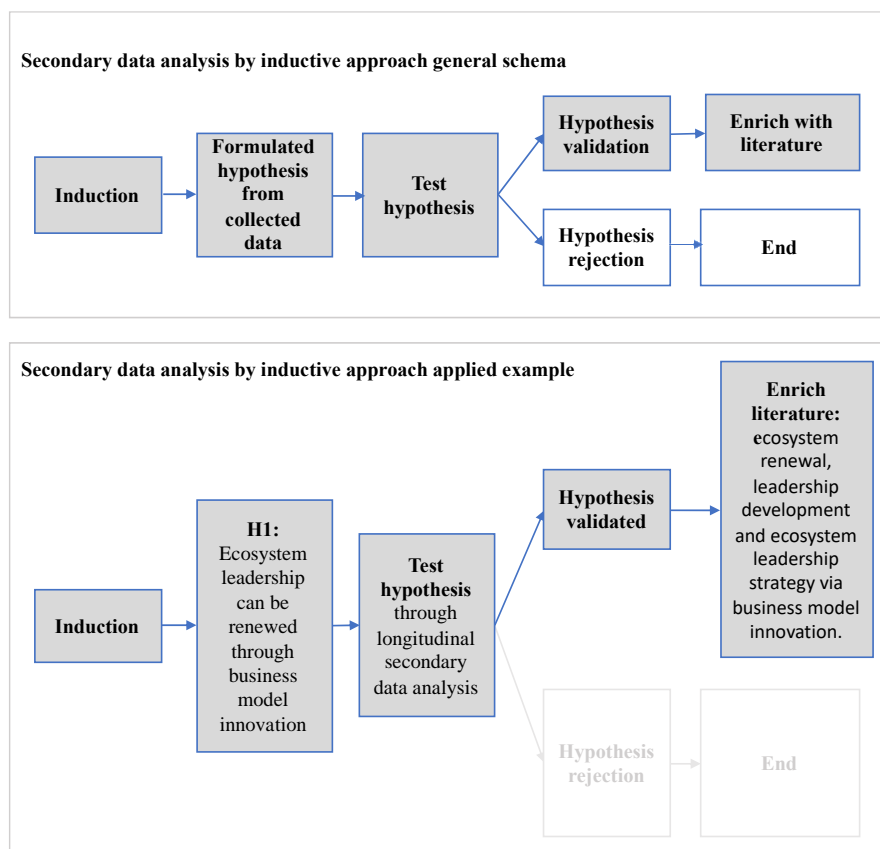 Secondary data analysis by inductive approach general schema
Induction
Formulated
hypothesis
from
collected
data
Test
hypothesis
Hypothesis
validation
Enrich with
literature
Hypothesis
rejection
End
Secondary data analysis by inductive approach applied example
Induction
H1:
Ecosystem
leadership
can be
renewed
through
business
model
innovation
Test
hypothesis
through
longitudinal
secondary
data analysis
Hypothesis
validated
Enrich
literature:
ecosystem
renewal,
leadership
development
and ecosystem
leadership
strategy via
business model
innovation.
Hypothesis
rejection
End